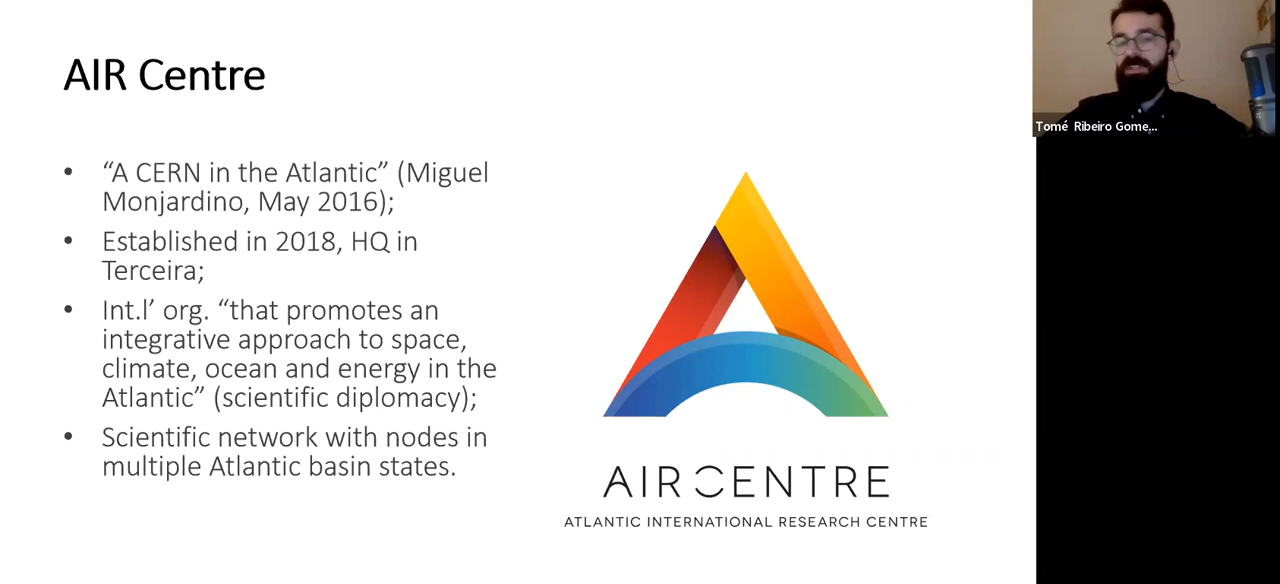 AIR Centre
• “A CERN in the Atlantic” (Miguel
Monjardino, May 2016);
• Established in 2018, HQ in
Terceira;
• Int.l’ org. “that promotes an
integrative approach to space,
climate, ocean and energy in the
Atlantic” (scientific diplomacy);
• Scientific network with nodes in
multiple Atlantic basin states.
AIR CENTRE
ATLANTIC INTERNATIONAL RESEARCH CENTRE
Tomé Ribeiro Gome...